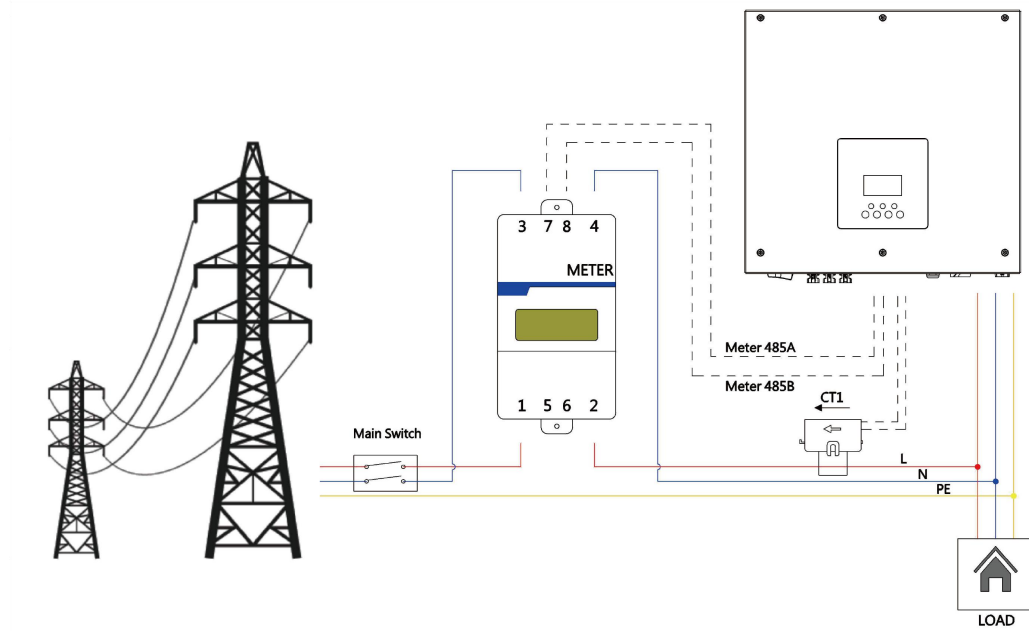 3 7 8 4
METER
1 5 6 2
Main Switch
Meter 485A
Meter 485B
CT1
L
N
PE
LOAD